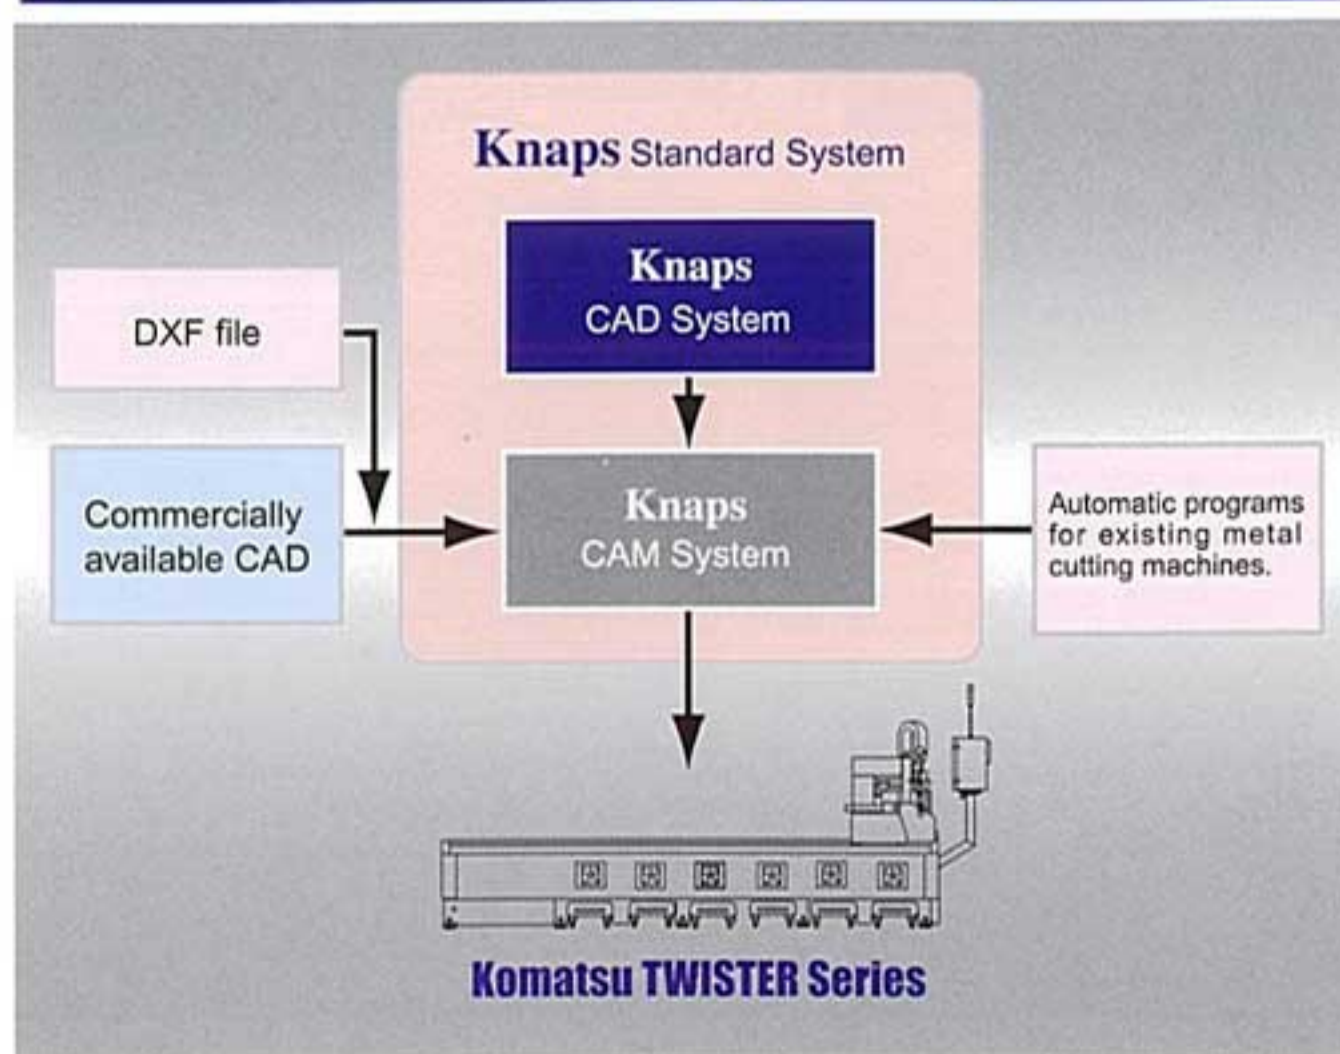 Knaps Standard System
Knaps
CAD System
DXF file
Commercially
available CAD
Knaps
CAM System
Automatic programs
for existing metal
cutting machines.
Komatsu TWISTER Series